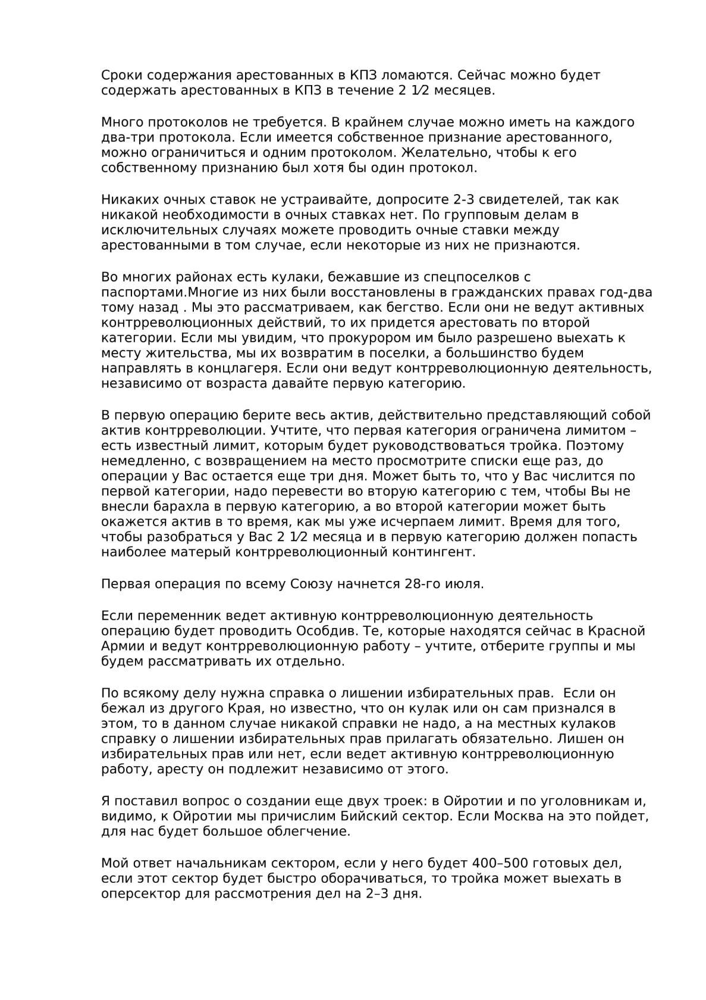 Сроки содержания арестованных в КПЗ ломаются. Сейчас можно будет
содержать арестованных в КПЗ в течение 2 1⁄2 месяцев.
Много протоколов не требуется. В крайнем случае можно иметь на каждого
два-три протокола. Если имеется собственное признание арестованного,
можно ограничиться и одним протоколом. Желательно, чтобы к его
собственному признанию был хотя бы один протокол.
Никаких очных ставок не устраивайте, допросите 2-3 свидетелей, так как
никакой необходимости в очных ставках нет. По групповым делам в
исключительных случаях можете проводить очные ставки между
арестованными в том случае, если некоторые из них не признаются.
Во многих районах есть кулаки, бежавшие из спецпоселков с
паспортами.Многие из них были восстановлены в гражданских правах год-два
тому назад . Мы это рассматриваем, как бегство. Если они не ведут активных
контрреволюционных действий, то их придется арестовать по второй
категории. Если мы увидим, что прокурором им было разрешено выехать к
месту жительства, мы их возвратим в поселки, а большинство будем
направлять в концлагеря. Если они ведут контрреволюционную деятельность,
независимо от возраста давайте первую категорию.
В первую операцию берите весь актив, действительно представляющий собой
актив контрреволюции. Учтите, что первая категория ограничена лимитом –
есть известный лимит, которым будет руководствоваться тройка. Поэтому
немедленно, с возвращением на место просмотрите списки еще раз, до
операции у Вас остается еще три дня. Может быть то, что у Вас числится по
первой категории, надо перевести во вторую категорию с тем, чтобы Вы не
внесли барахла в первую категорию, а во второй категории может быть
окажется актив в то время, как мы уже исчерпаем лимит. Время для того,
чтобы разобраться у Вас 2 1⁄2 месяца и в первую категорию должен попасть
наиболее матерый контрреволюционный контингент.
Первая операция по всему Союзу начнется 28-го июля.
Если переменник ведет активную контрреволюционную деятельность
операцию будет проводить Особдив. Те, которые находятся сейчас в Красной
Армии и ведут контрреволюционную работу – учтите, отберите группы и мы
будем рассматривать их отдельно.
По всякому делу нужна справка о лишении избирательных прав.  Если он
бежал из другого Края, но известно, что он кулак или он сам признался в
этом, то в данном случае никакой справки не надо, а на местных кулаков
справку о лишении избирательных прав прилагать обязательно. Лишен он
избирательных прав или нет, если ведет активную контрреволюционную
работу, аресту он подлежит независимо от этого.
Я поставил вопрос о создании еще двух троек: в Ойротии и по уголовникам и,
видимо, к Ойротии мы причислим Бийский сектор. Если Москва на это пойдет,
для нас будет большое облегчение.
Мой ответ начальникам сектором, если у него будет 400–500 готовых дел,
если этот сектор будет быстро оборачиваться, то тройка может выехать в
оперсектор для рассмотрения дел на 2–3 дня.